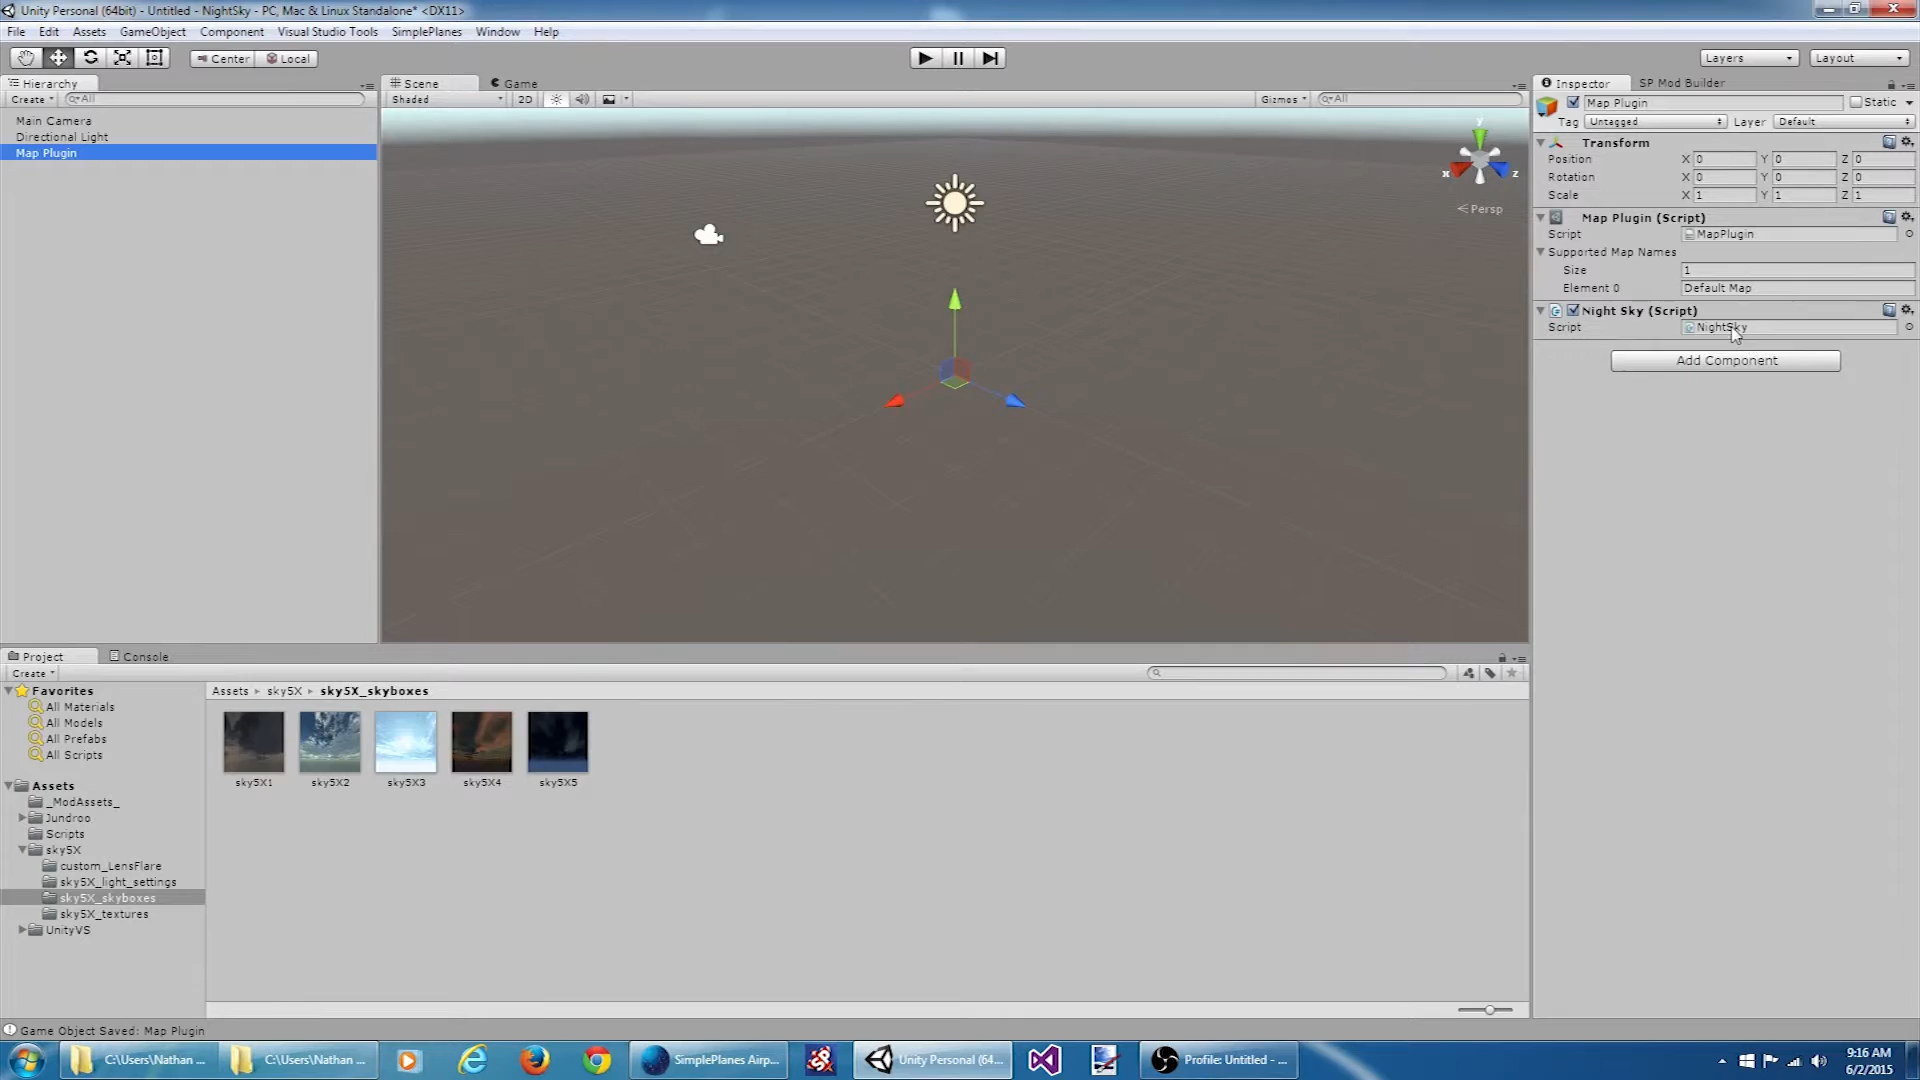 Unity Personal (64bit) - Untitled - NightSky - PC, Mac & Linux Standalone* <DX11>
File Edit Assets GameObject Component Visual Studio Tools SimplePlanes Window Help
Center Local Layers Layout
Hierarchy
Create All
Main Camera
Directional Light
Map Plugin
Scene Game
Shaded 2D Gizmos All
y
x z
Persp
Inspector SP Mod Builder
Map Plugin Static
Tag Untagged Layer Default
Transform
Position X 0 Y 0 Z 0
Rotation X 0 Y 0 Z 0
Scale X 1 Y 1 Z 1
Map Plugin (Script)
Script MapPlugin
Supported Map Names
Size 1
Element 0 Default Map
Night Sky (Script)
Script NightSky
Add Component
Project Console
Create
Favorites
All Materials
All Models
All Prefabs
All Scripts
Assets
_ModAssets_
Jundroo
Scripts
sky5X
custom_LensFlare
sky5X_light_settings
sky5X_skyboxes
sky5X_textures
UnityVS
Assets sky5X sky5X_skyboxes
sky5X1 sky5X2 sky5X3 sky5X4 sky5X5
Game Object Saved: Map Plugin
C:\Users\Nathan ... C:\Users\Nathan ... SimplePlanes Airp... Unity Personal (64... Profile: Untitled - ...
9:16 AM
6/2/2015